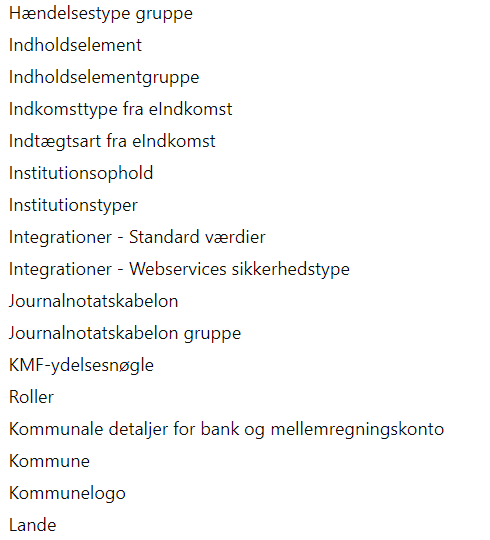 Hændelsestype gruppe
Indholdselement
Indholdselementgruppe
Indkomsttype fra eIndkomst
Indtægtsart fra eIndkomst
Institutionsophold
Institutionstyper
Integrationer - Standard værdier
Integrationer - Webservices sikkerhedstype
Journalnotatskabelon
Journalnotatskabelon gruppe
KMF-ydelsesnøgle
Roller
Kommunale detaljer for bank og mellemregningskonto
Kommune
Kommunelogo
Lande